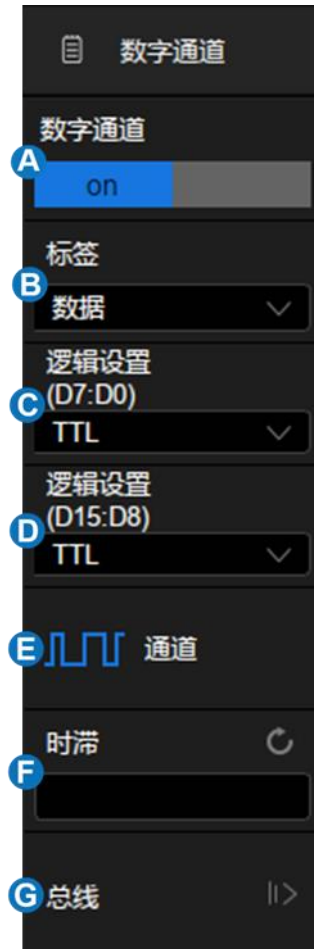 数字通道
数字通道
A
on
标签
B
数据
逻辑设置
(D7:D0)
C
TTL
逻辑设置
(D15:D8)
D
TTL
E 通道
时滞
F
G 总线